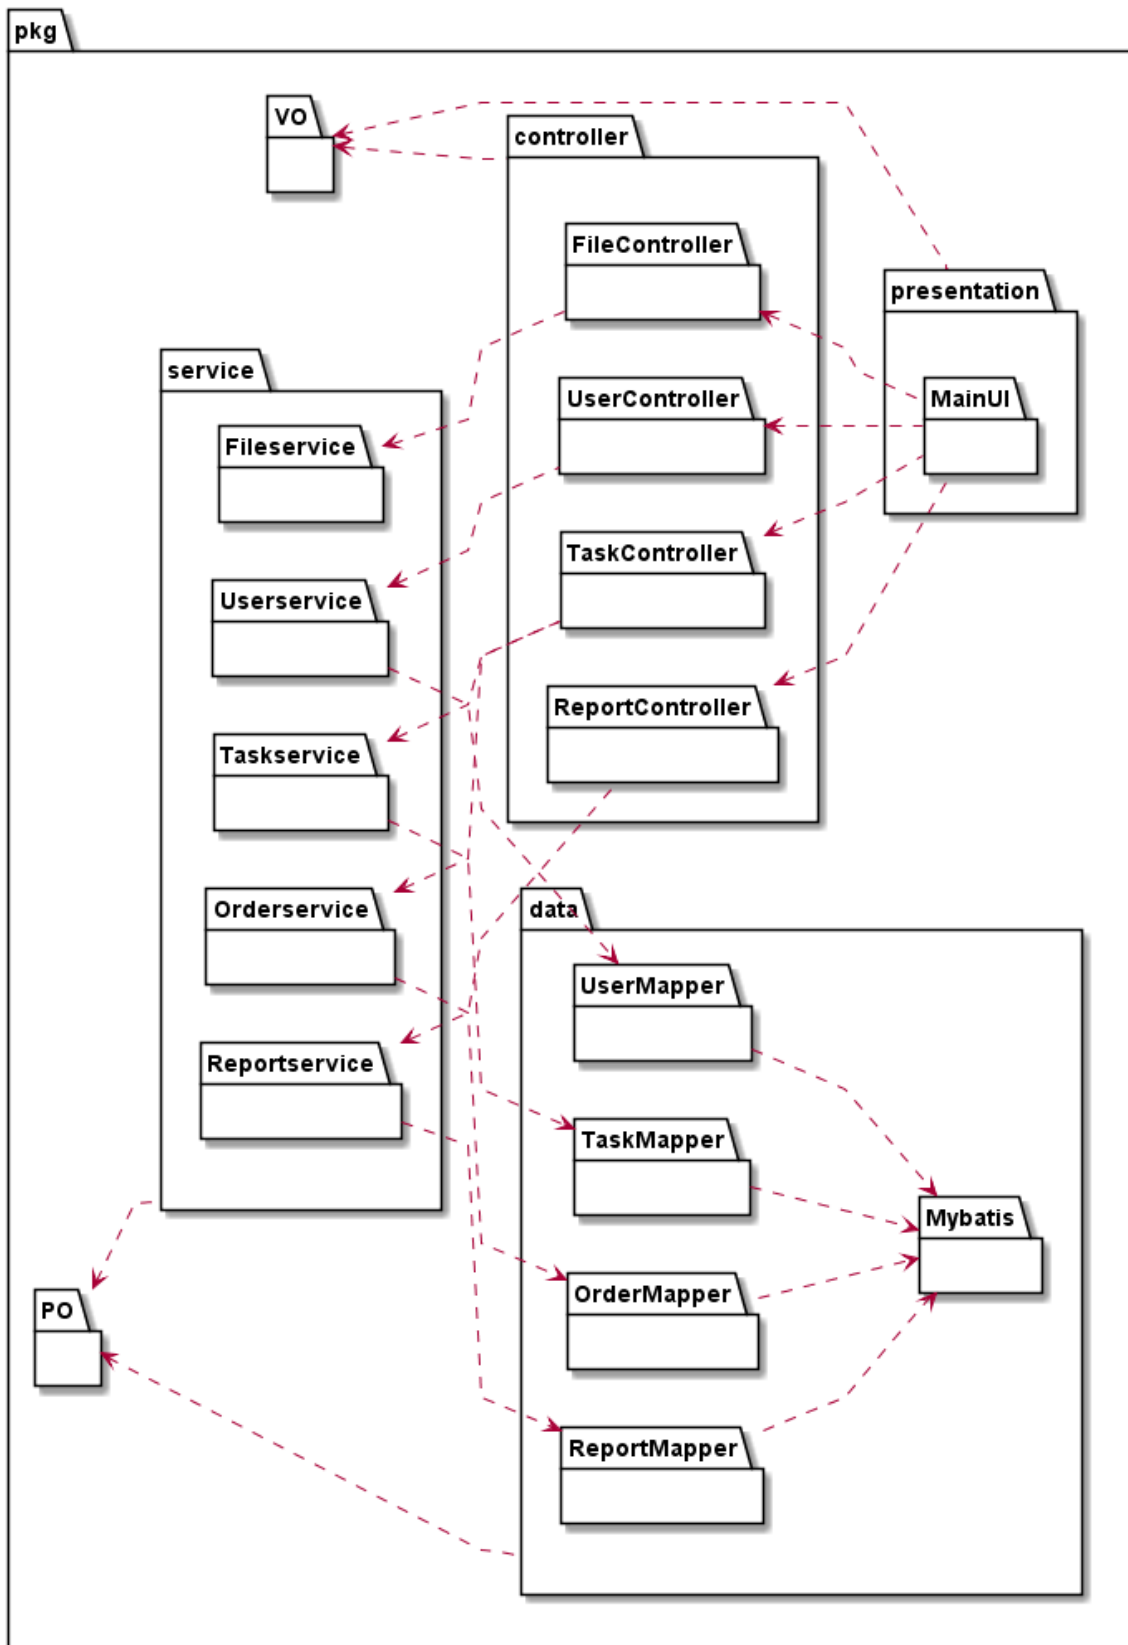 pkg
VO
controller
FileController
presentation
service
UserController
MainUI
Fileservice
TaskController
Userservice
ReportController
Taskservice
Orderservice
data
UserMapper
Reportservice
TaskMapper
Mybatis
PO
OrderMapper
ReportMapper